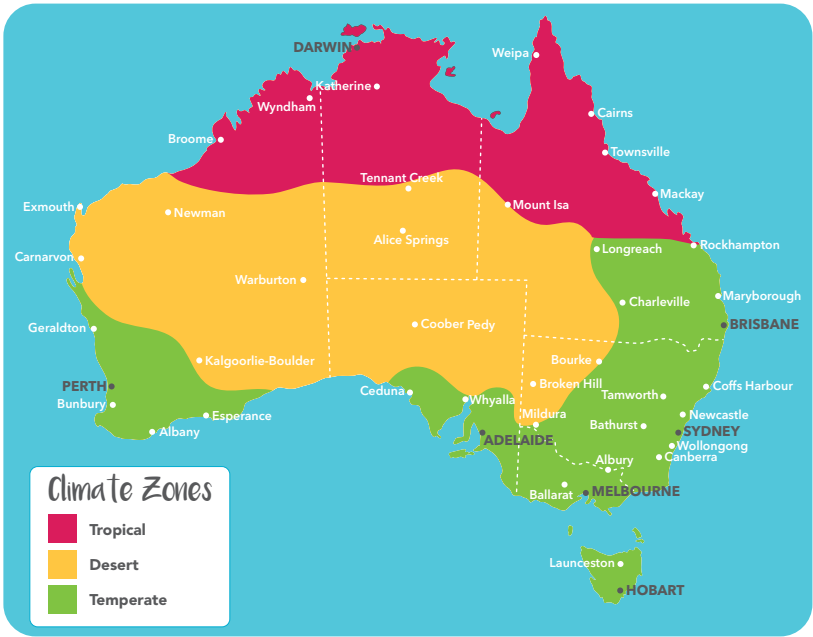 DARWIN
Weipa
Katherine
Wyndham
Cairns
Broome
Townsville
Tennant Creek
Mackay
Exmouth
Newman
Mount Isa
Alice Springs
Longreach
Rockhampton
Carnarvon
Warburton
Charleville
Maryborough
Geraldton
Coober Pedy
BRISBANE
Kalgoorlie-Boulder
Bourke
PERTH
Ceduna
Broken Hill
Coffs Harbour
Bunbury
Whyalla
Tamworth
Esperance
Mildura
Newcastle
Albany
ADELAIDE
Bathurst
SYDNEY
Wollongong
Albury
Canberra
Ballarat
MELBOURNE
Climate Zones
Tropical
Desert
Temperate
Launceston
HOBART